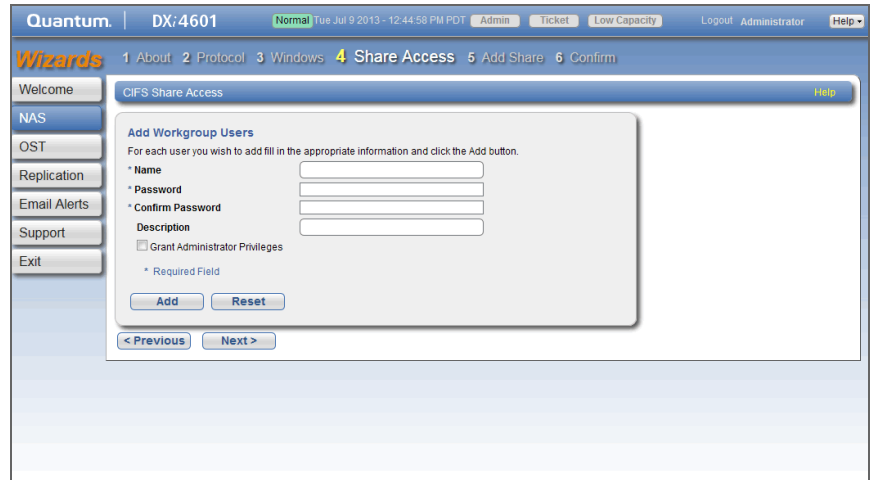 Quantum. DXi4601 Normal Tue Jul 9 2013 - 12:44:58 PM PDT Admin Ticket Low Capacity Logout Administrator Help
Wizards 1 About 2 Protocol 3 Windows 4 Share Access 5 Add Share 6 Confirm
Welcome
NAS
OST
Replication
Email Alerts
Support
Exit
CIFS Share Access Help
Add Workgroup Users
For each user you wish to add fill in the appropriate information and click the Add button.
* Name
* Password
* Confirm Password
Description
Grant Administrator Privileges
* Required Field
Add Reset
< Previous Next >